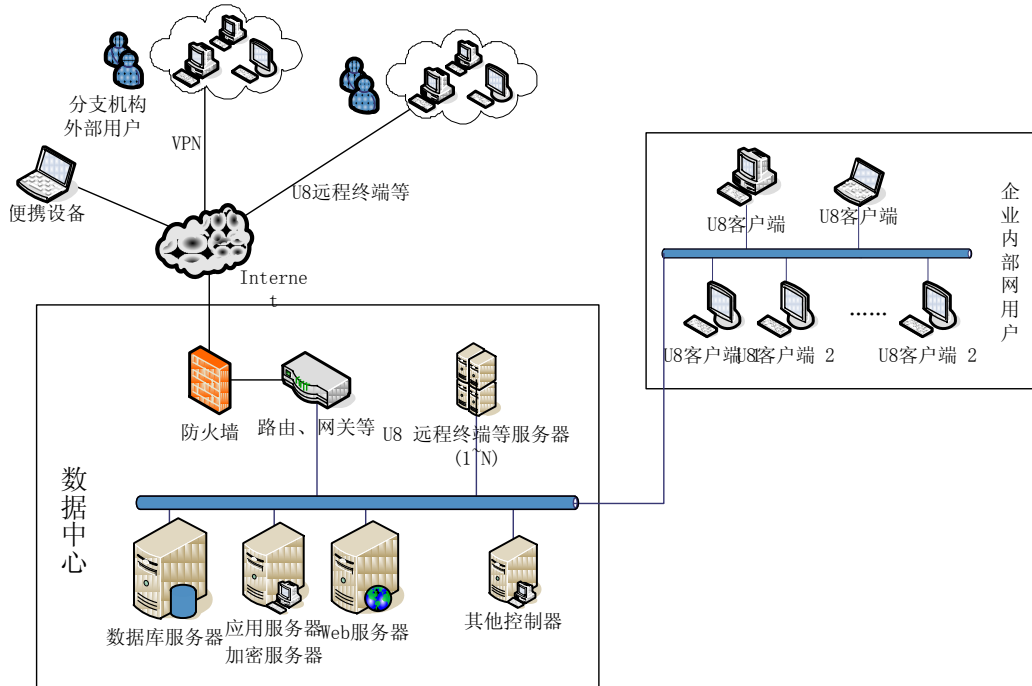 分支机构
外部用户
VPN
U8远程终端等
便携设备
Interne
t
企业内部网用户
U8客户端
U8客户端
U8客户端 1
U8客户端 2
……
U8客户端 2
防火墙
路由、网关等
U8 远程终端等服务器
(1~N)
数据中心
数据库服务器
应用服务器
加密服务器
Web服务器
其他控制器